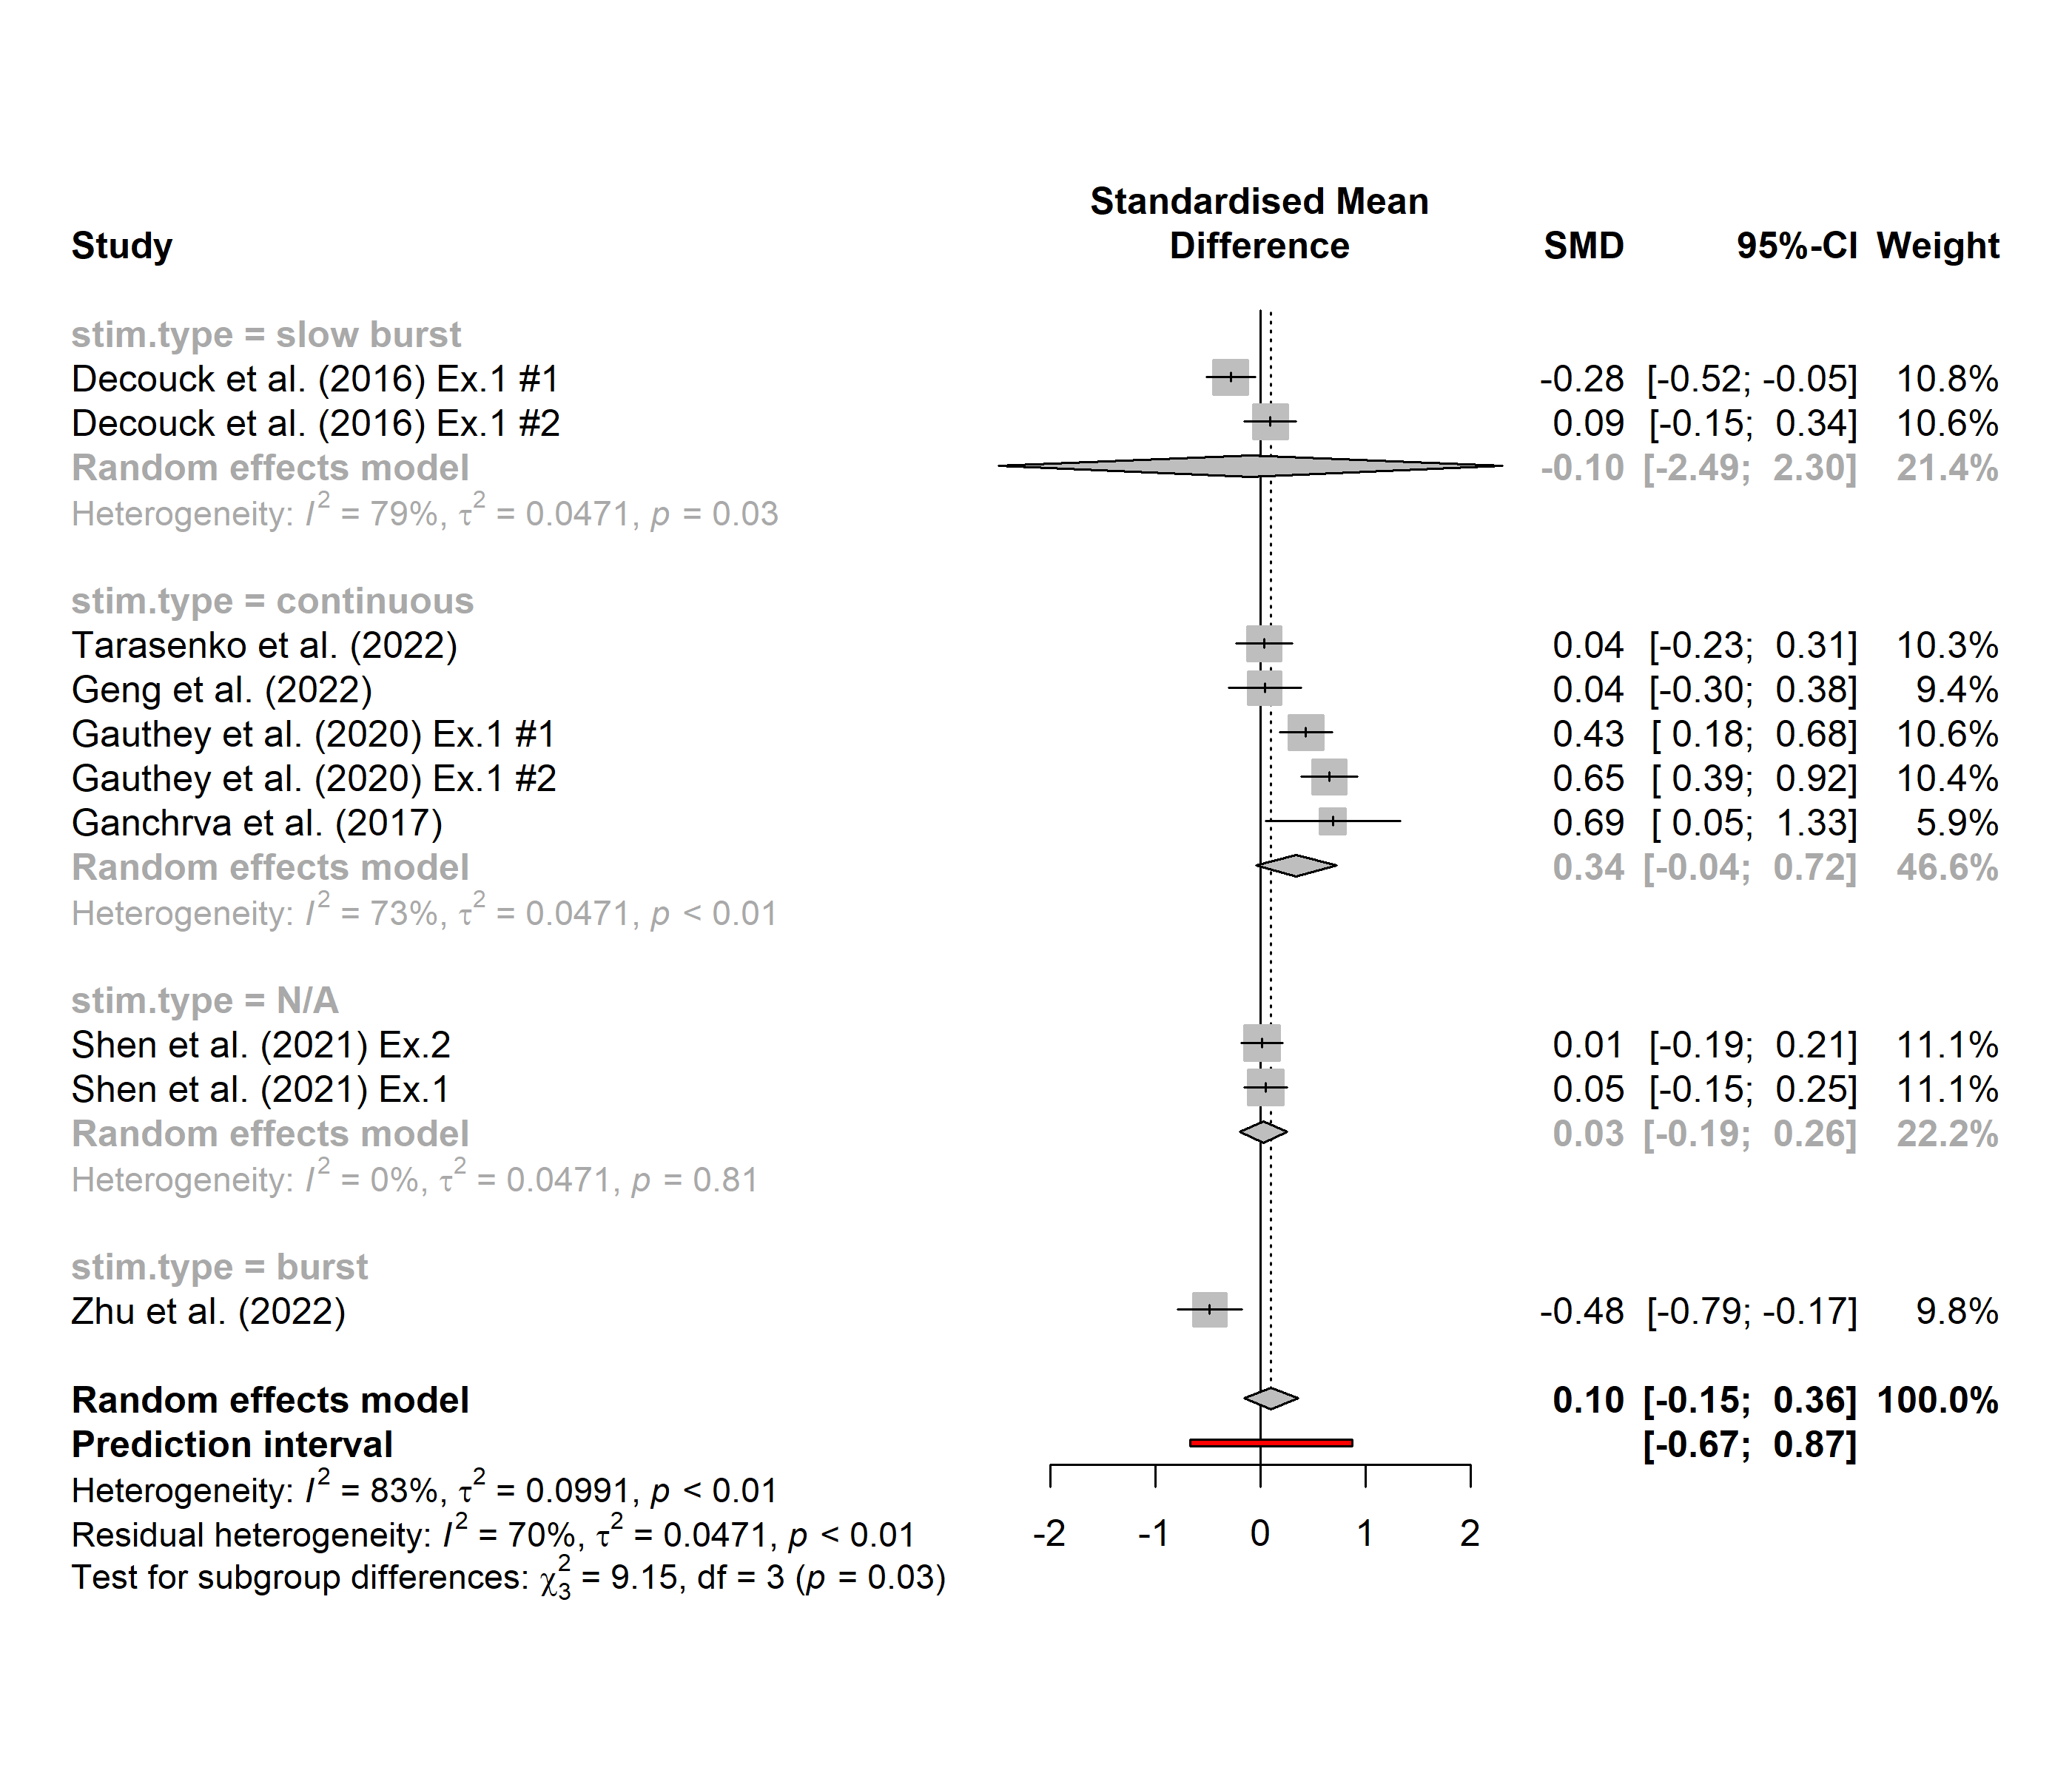 Standardised Mean
Study Difference SMD 95%-CI Weight
stim.type = slow burst
Decouck et al. (2016) Ex.1 #1 -0.28 [-0.52; -0.05] 10.8%
Decouck et al. (2016) Ex.1 #2 0.09 [-0.15; 0.34] 10.6%
Random effects model -0.10 [-2.49; 2.30] 21.4%
Heterogeneity: I² = 79%, τ² = 0.0471, p = 0.03
stim.type = continuous
Tarasenko et al. (2022) 0.04 [-0.23; 0.31] 10.3%
Geng et al. (2022) 0.04 [-0.30; 0.38] 9.4%
Gauthey et al. (2020) Ex.1 #1 0.43 [ 0.18; 0.68] 10.6%
Gauthey et al. (2020) Ex.1 #2 0.65 [ 0.39; 0.92] 10.4%
Ganchrva et al. (2017) 0.69 [ 0.05; 1.33] 5.9%
Random effects model 0.34 [-0.04; 0.72] 46.6%
Heterogeneity: I² = 73%, τ² = 0.0471, p < 0.01
stim.type = N/A
Shen et al. (2021) Ex.2 0.01 [-0.19; 0.21] 11.1%
Shen et al. (2021) Ex.1 0.05 [-0.15; 0.25] 11.1%
Random effects model 0.03 [-0.19; 0.26] 22.2%
Heterogeneity: I² = 0%, τ² = 0.0471, p = 0.81
stim.type = burst
Zhu et al. (2022) -0.48 [-0.79; -0.17] 9.8%
Random effects model 0.10 [-0.15; 0.36] 100.0%
Prediction interval [-0.67; 0.87]
Heterogeneity: I² = 83%, τ² = 0.0991, p < 0.01
Residual heterogeneity: I² = 70%, τ² = 0.0471, p < 0.01
-2 -1 0 1 2
Test for subgroup differences: χ²₃ = 9.15, df = 3 (p = 0.03)